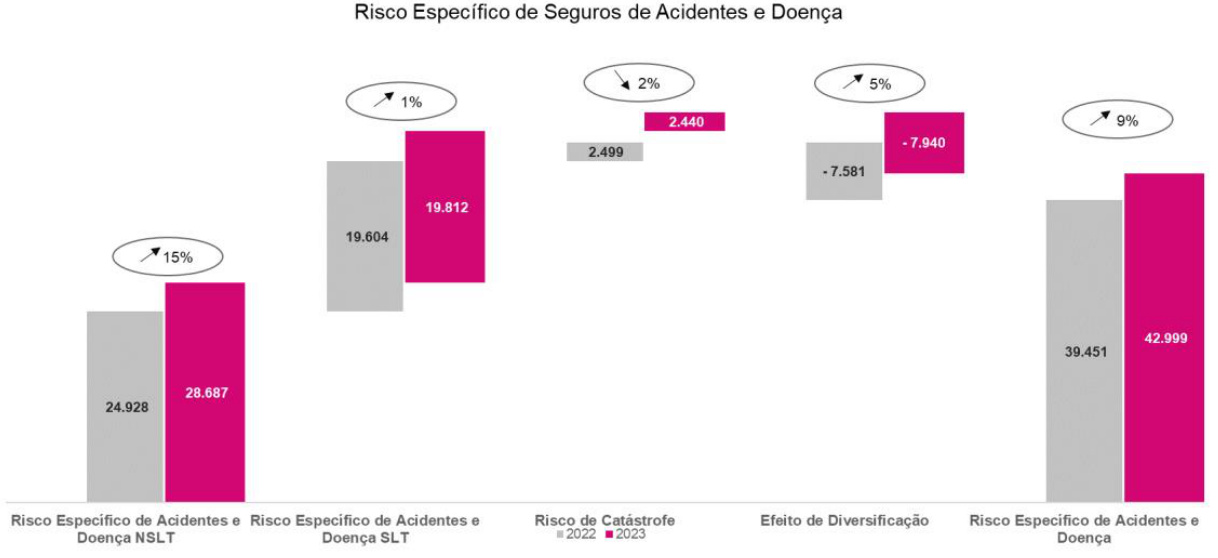 Risco Específico de Seguros de Acidentes e Doença
15%
1%
2%
5%
9%
24.928
28.687
19.604
19.812
2.499
2.440
- 7.581
- 7.940
39.451
42.999
Risco Específico de Acidentes e
Doença NSLT
Risco Específico de Acidentes e
Doença SLT
Risco de Catástrofe
Efeito de Diversificação
Risco Específico de Acidentes e
Doença
2022 2023